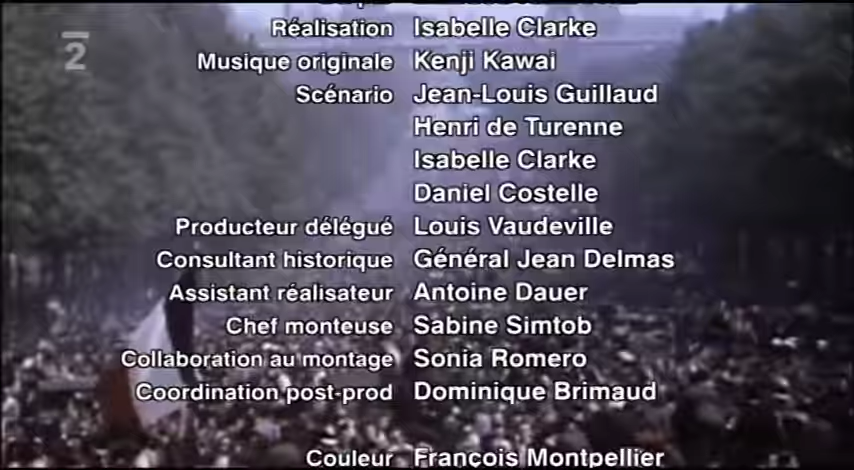 2
Réalisation Isabelle Clarke
Musique originale Kenji Kawai
Scénario Jean-Louis Guillaud
Henri de Turenne
Isabelle Clarke
Daniel Costelle
Producteur délégué Louis Vaudeville
Consultant historique Général Jean Delmas
Assistant réalisateur Antoine Dauer
Chef monteuse Sabine Simtob
Collaboration au montage Sonia Romero
Coordination post-prod Dominique Brimaud
Couleur François Montpellier